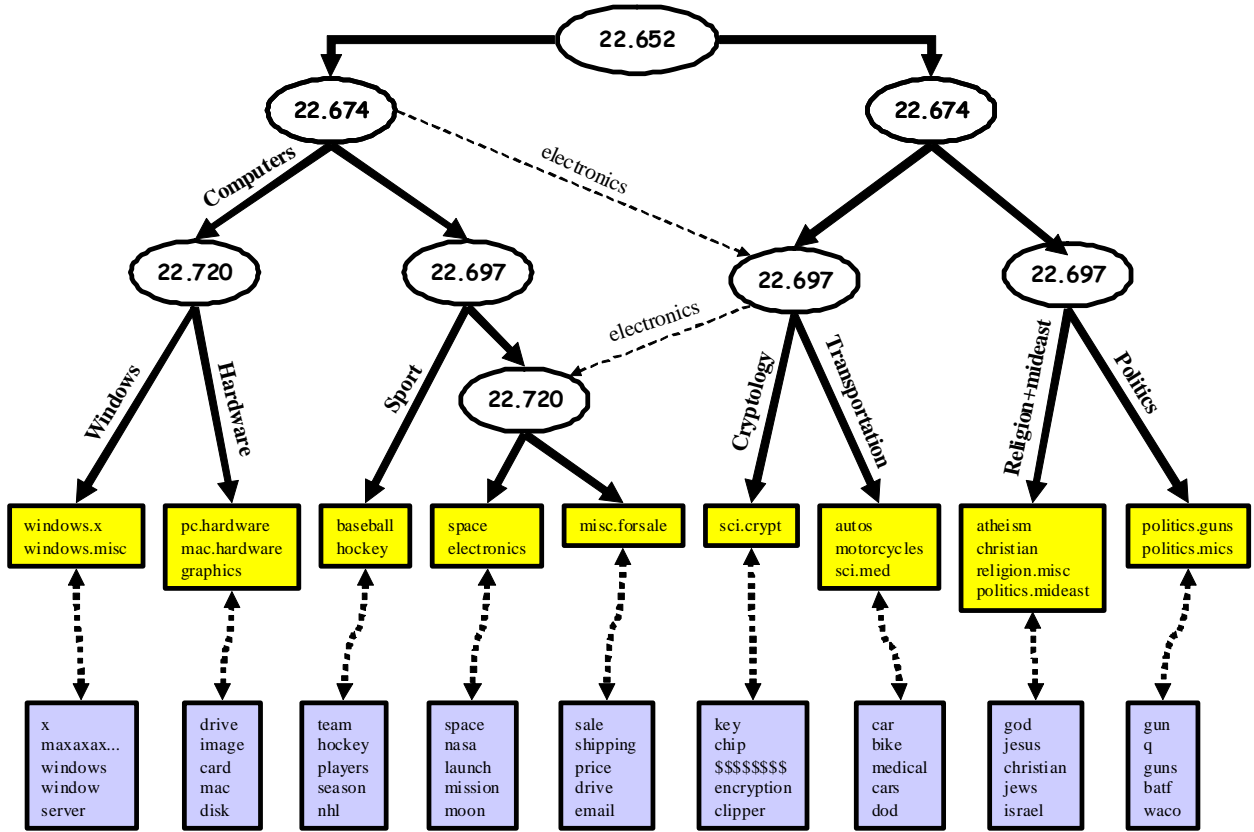 22.652
22.674
22.674
Computers
electronics
22.720
22.697
22.697
22.697
electronics
22.720
Windows
Hardware
Sport
Cryptology
Transportation
Religion+mideast
Politics
windows.x
windows.misc
pc.hardware
mac.hardware
graphics
baseball
hockey
space
electronics
misc.forsale
sci.crypt
autos
motorcycles
sci.med
atheism
christian
religion.misc
politics.mideast
politics.guns
politics.mics
x
maxaxax...
windows
window
server
drive
image
card
mac
disk
team
hockey
players
season
nhl
space
nasa
launch
mission
moon
sale
shipping
price
drive
email
key
chip
$$$$$$$$
encryption
clipper
car
bike
medical
cars
dod
god
jesus
christian
jews
israel
gun
q
guns
batf
waco